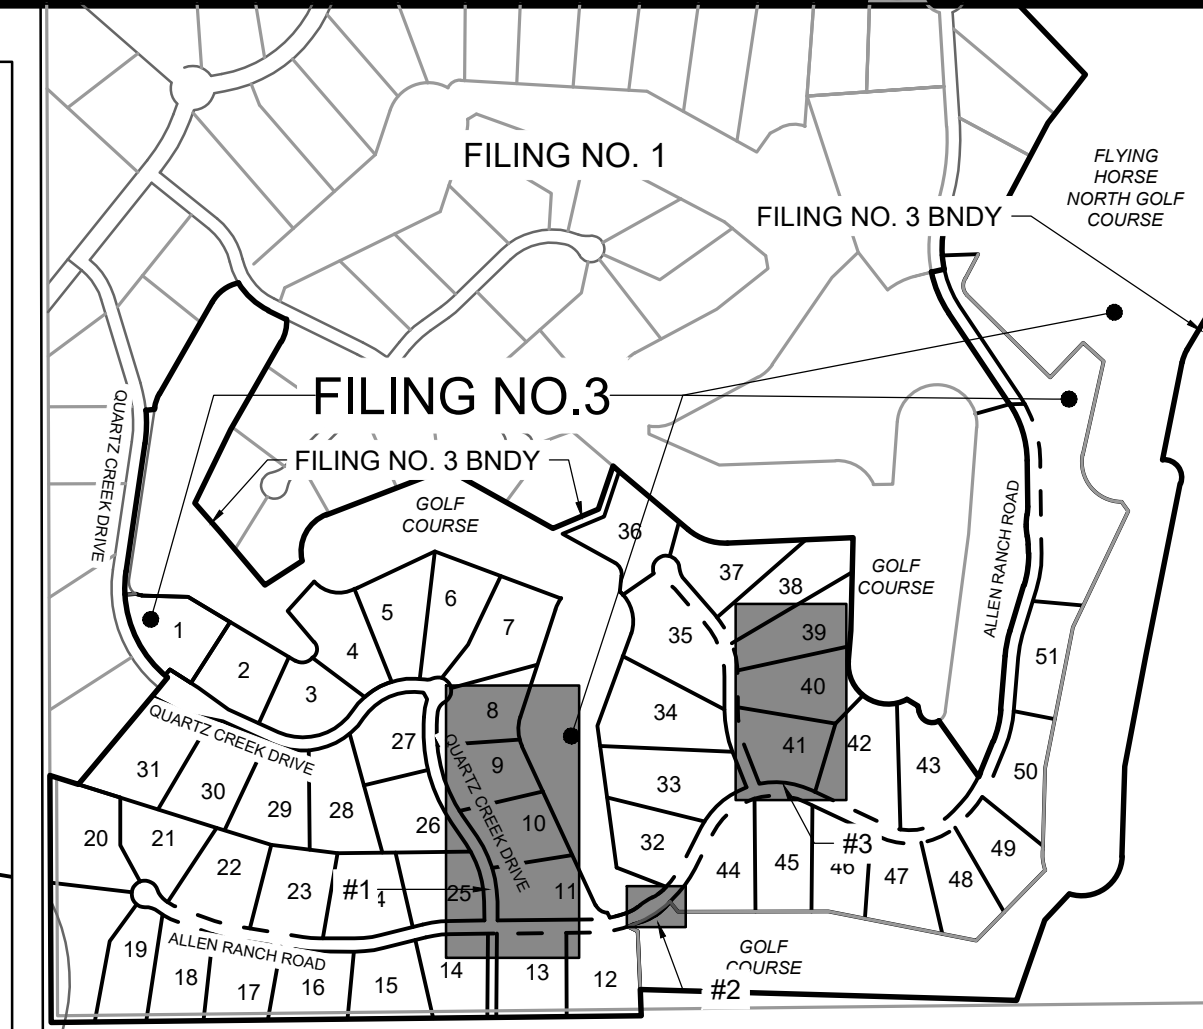 FILING NO. 1
FLYING
HORSE
NORTH GOLF
COURSE
FILING NO. 3 BNDY
FILING NO.3
FILING NO. 3 BNDY
GOLF
COURSE
QUARTZ CREEK DRIVE
ALLEN RANCH ROAD
GOLF
COURSE
36
37
38
39
40
41
42
43
35
34
33
32
51
50
49
48
47
46
45
44
1
2
3
4
5
6
7
8
9
10
11
QUARTZ CREEK DRIVE
QUARTZ CREEK DRIVE
31
30
29
28
27
26
25
20
21
22
23
#1
#3
#2
19
18
17
16
15
14
13
12
ALLEN RANCH ROAD
GOLF
COURSE